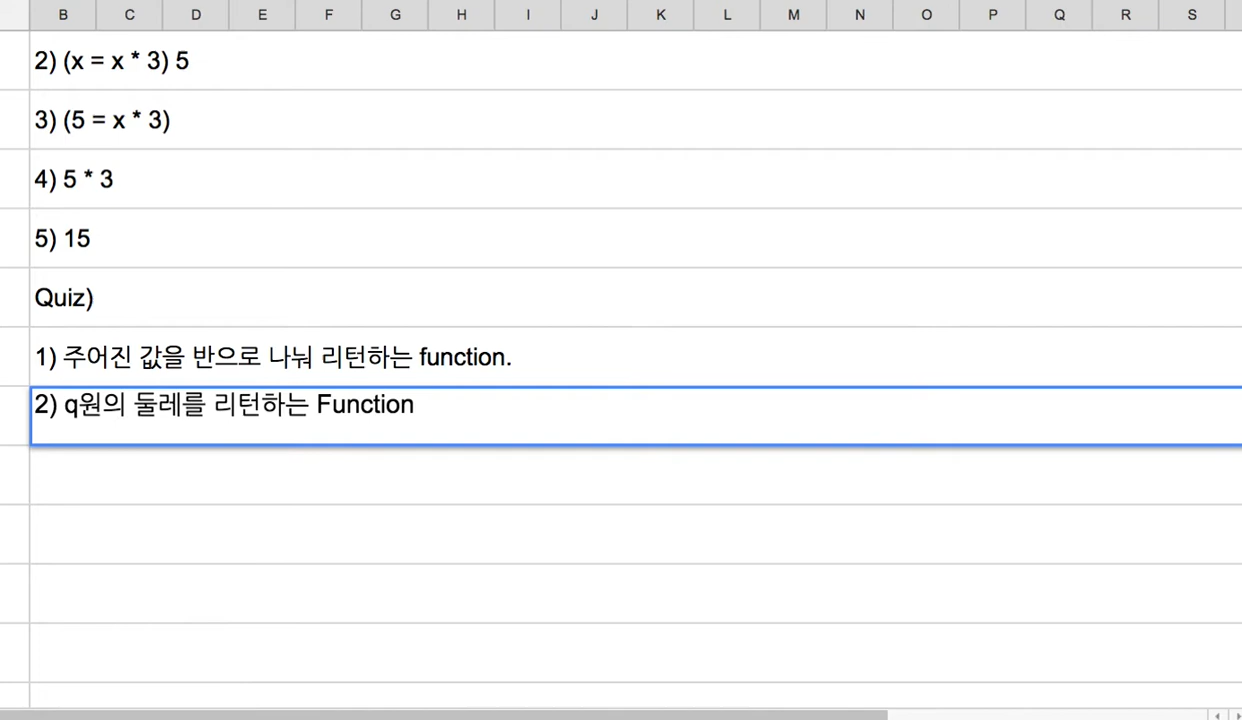 B C D E F G H I J K L M N O P Q R S
2) (x = x * 3) 5
3) (5 = x * 3)
4) 5 * 3
5) 15
Quiz)
1) 주어진 값을 반으로 나눠 리턴하는 function.
2) q원의 둘레를 리턴하는 Function